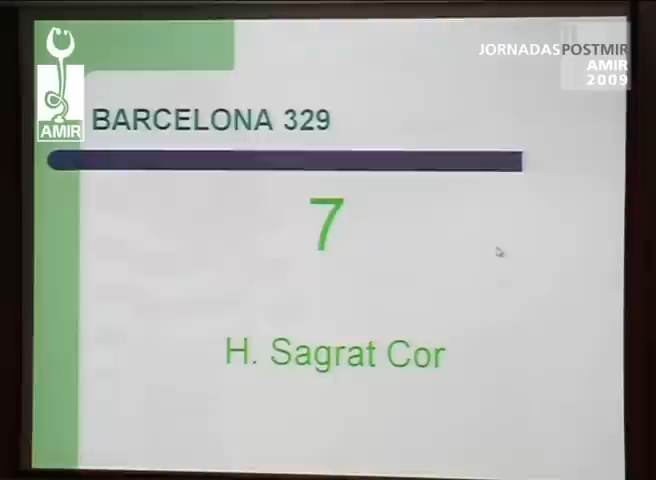 JORNADASPOSTMIR
AMIR
2009
AMIR
BARCELONA 329
7
H. Sagrat Cor